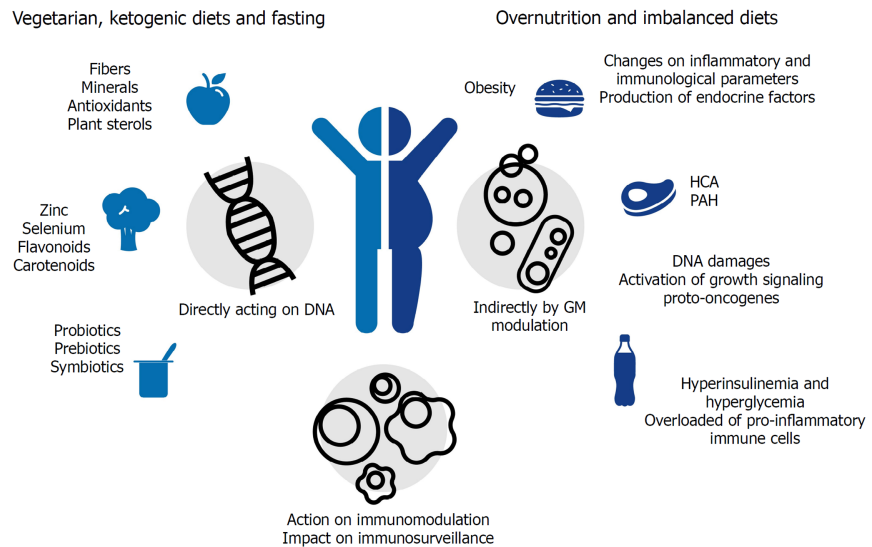 Vegetarian, ketogenic diets and fasting
Overnutrition and imbalanced diets
Fibers
Minerals
Antioxidants
Plant sterols
Obesity
Changes on inflammatory and
immunological parameters
Production of endocrine factors
Zinc
Selenium
Flavonoids
Carotenoids
HCA
PAH
Directly acting on DNA
Indirectly by GM
modulation
DNA damages
Activation of growth signaling
proto-oncogenes
Probiotics
Prebiotics
Symbiotics
Hyperinsulinemia and
hyperglycemia
Overloaded of pro-inflammatory
immune cells
Action on immunomodulation
Impact on immunosurveillance